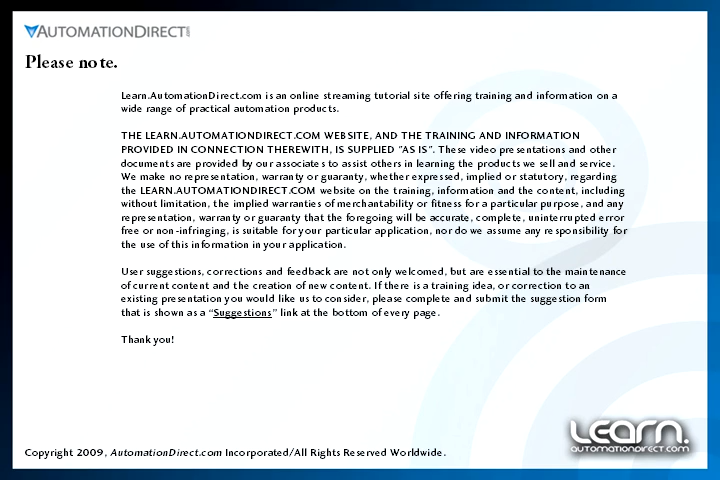 AUTOMATIONDIRECT
Please note.
Learn.AutomationDirect.com is an online streaming tutorial site offering training and information on a
wide range of practical automation products.
THE LEARN.AUTOMATIONDIRECT.COM WEBSITE, AND THE TRAINING AND INFORMATION
PROVIDED IN CONNECTION THEREWITH, IS SUPPLIED "AS IS". These video presentations and other
documents are provided by our associates to assist others in learning the products we sell and service.
We make no representation, warranty or guaranty, whether expressed, implied or statutory, regarding
the LEARN.AUTOMATIONDIRECT.COM website on the training, information and the content, including
without limitation, the implied warranties of merchantability or fitness for a particular purpose, and any
representation, warranty or guaranty that the foregoing will be accurate, complete, uninterrupted error
free or non-infringing, is suitable for your particular application, nor do we assume any responsibility for
the use of this information in your application.
User suggestions, corrections and feedback are not only welcomed, but are essential to the maintenance
of current content and the creation of new content. If there is a training idea, or correction to an
existing presentation you would like us to consider, please complete and submit the suggestion form
that is shown as a “Suggestions” link at the bottom of every page.
Thank you!
LEARN.
AUTOMATIONDIRECT.COM
Copyright 2009, AutomationDirect.com Incorporated/All Rights Reserved Worldwide.